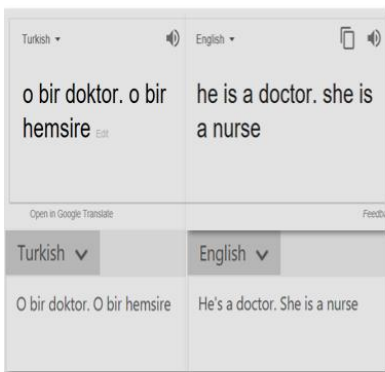 Turkish
English
o bir doktor. o bir
hemsire Edit
he is a doctor. she is
a nurse
Open in Google Translate
Feedba
Turkish
English
O bir doktor. O bir hemsire
He's a doctor. She is a nurse